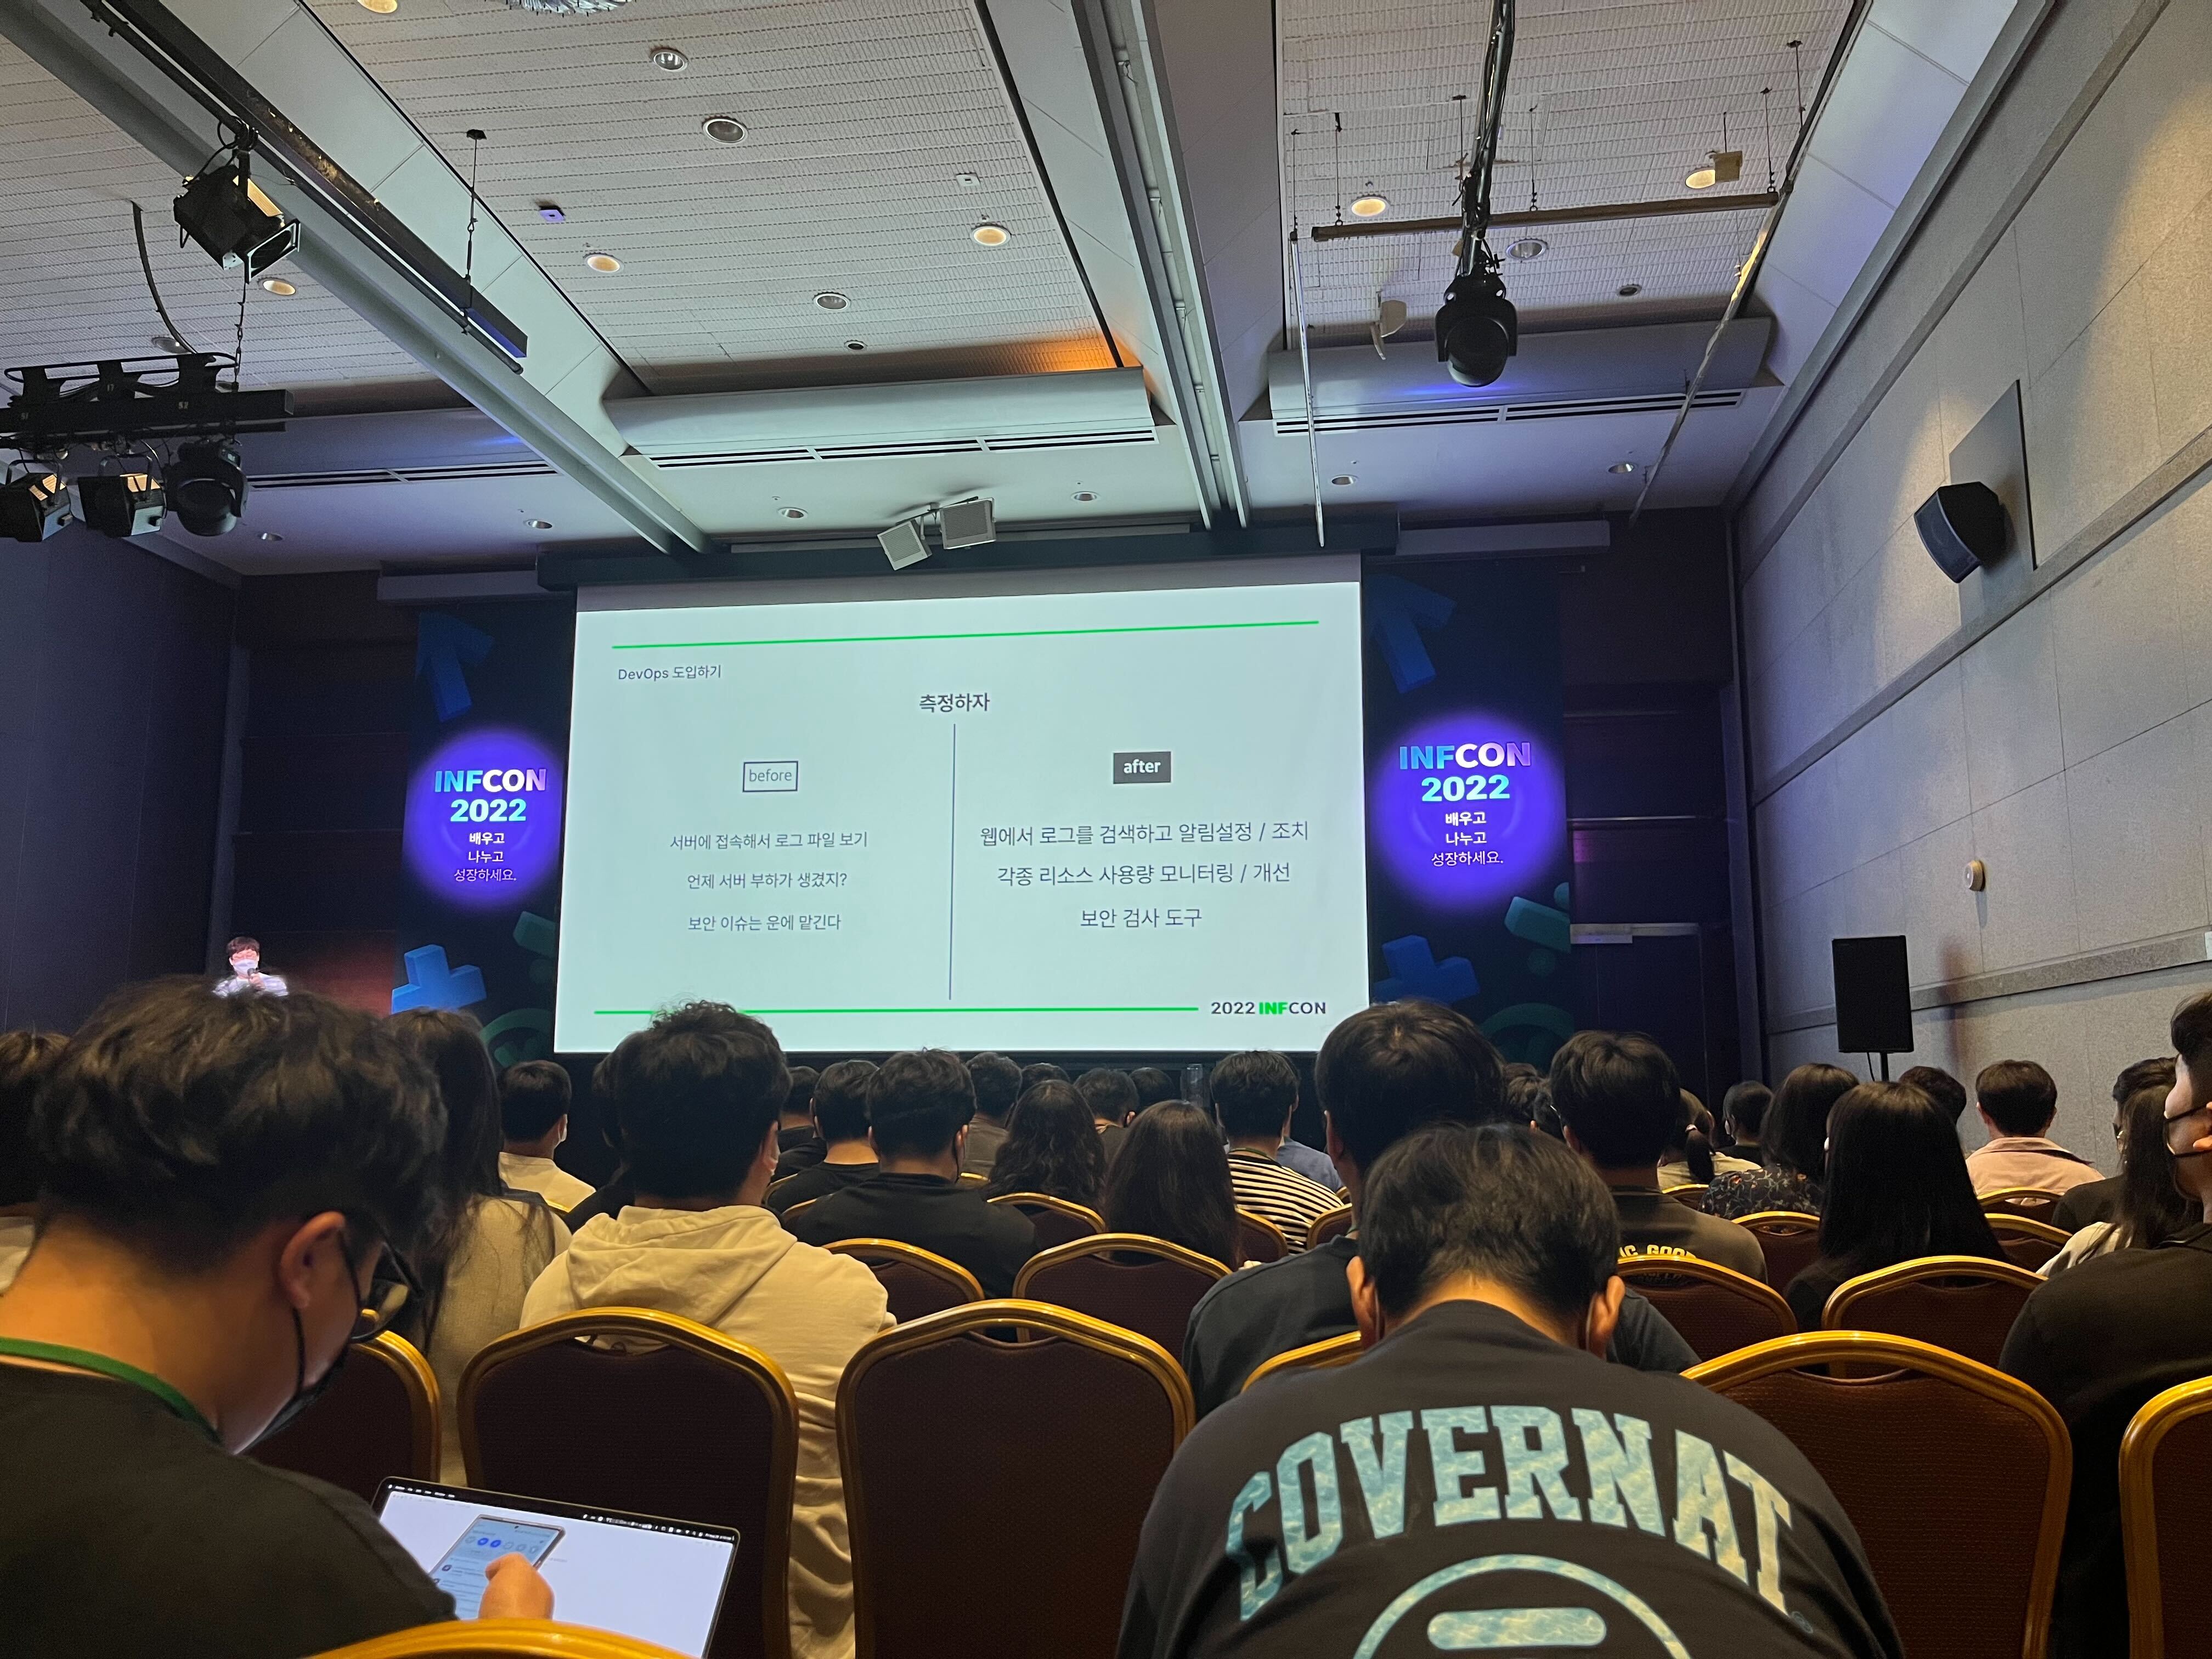 DevOps 도입하기
측정하자
before
서버에 접속해서 로그 파일 보기
언제 서버 부하가 생겼지?
보안 이슈는 운에 맡긴다
after
웹에서 로그를 검색하고 알림설정 / 조치
각종 리소스 사용량 모니터링 / 개선
보안 검사 도구
2022 INFCON
INFCON
2022
배우고
나누고
성장하세요.
INFCON
2022
배우고
나누고
성장하세요.
COVERNAT